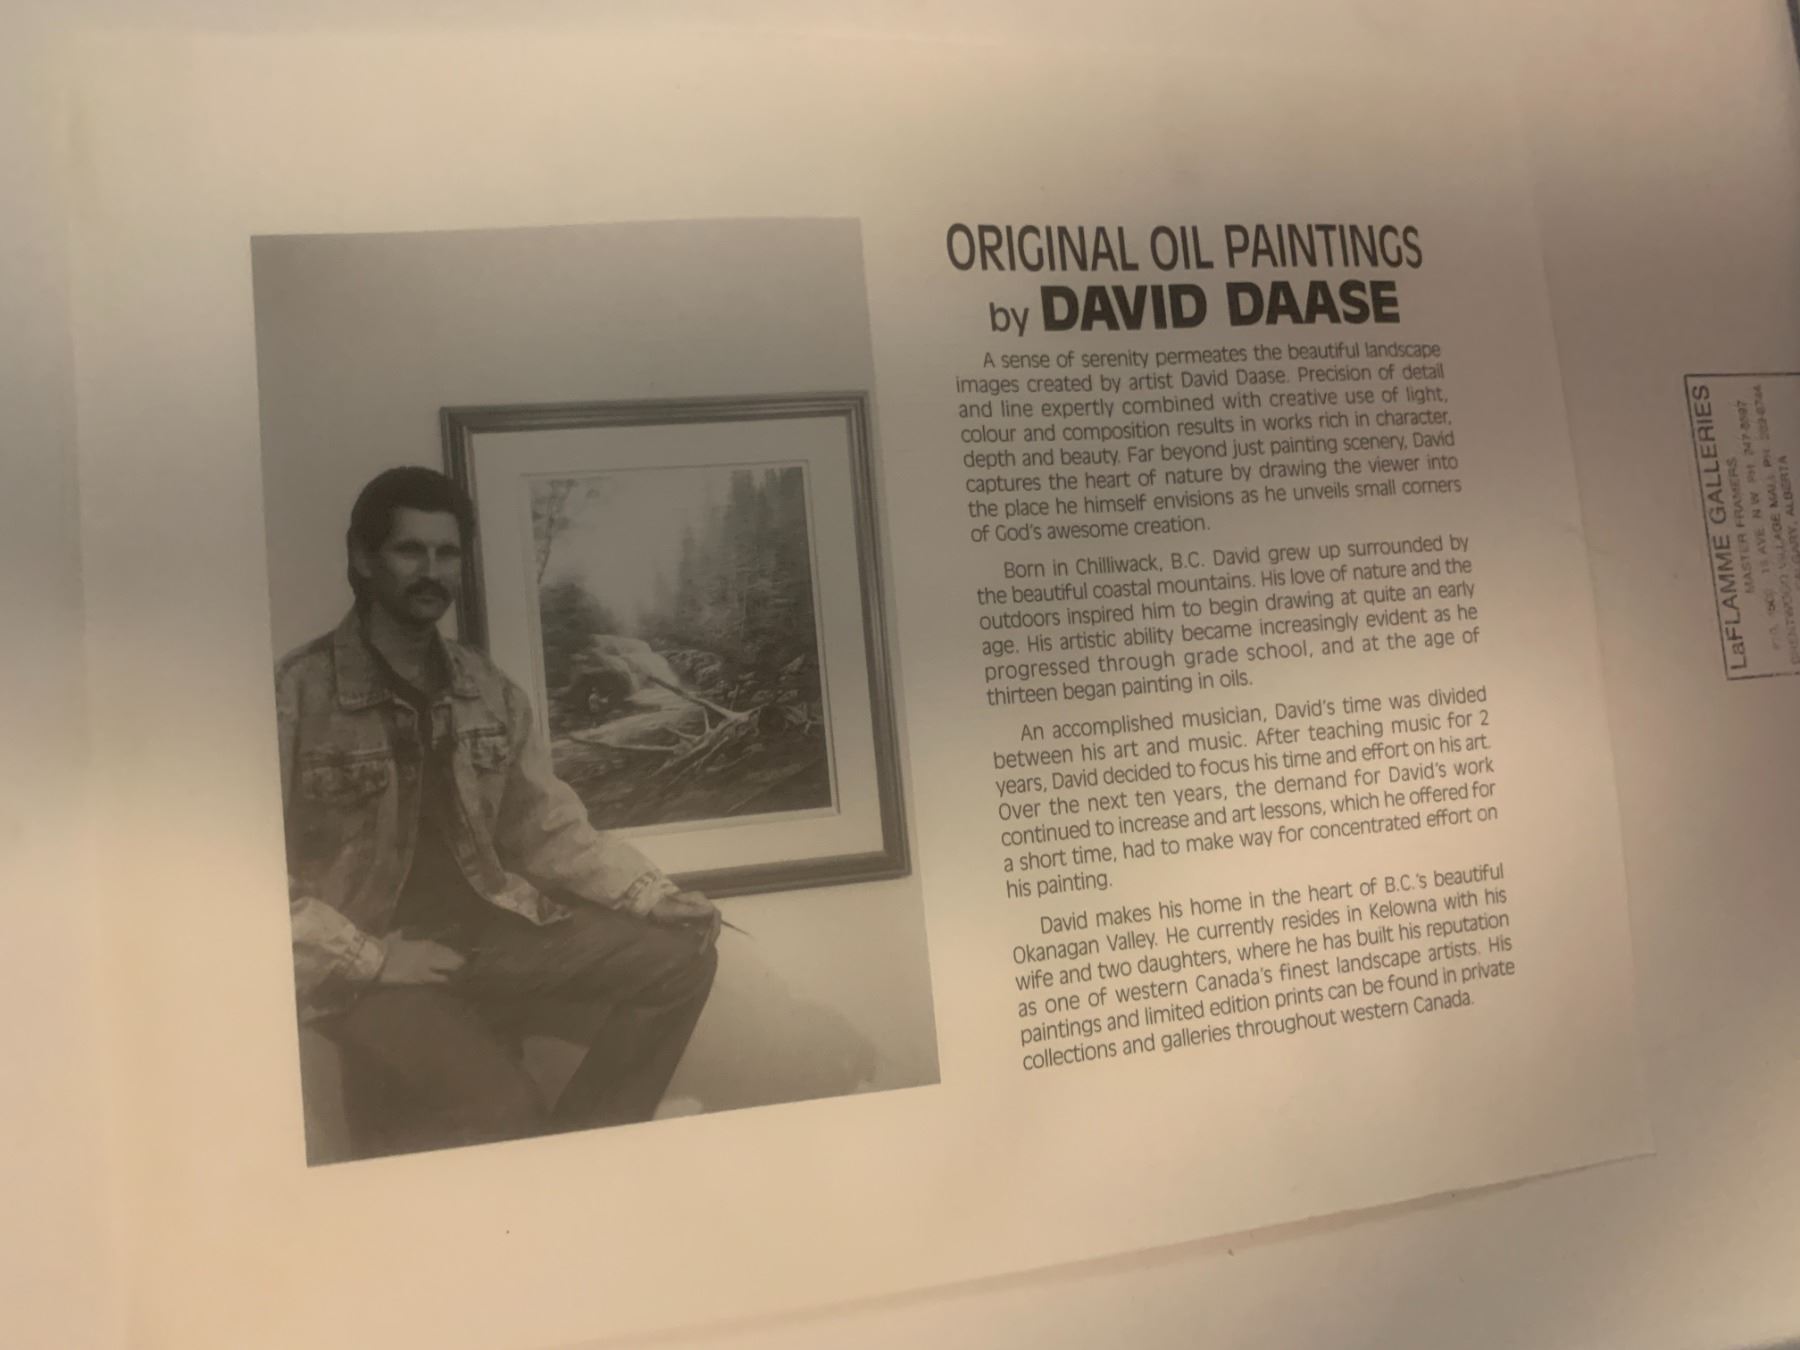 ORIGINAL OIL PAINTINGS
by DAVID DAASE
A sense of serenity permeates the beautiful landscape
images created by artist David Daase. Precision of detail
and line expertly combined with creative use of light,
colour and composition results in works rich in character,
depth and beauty. Far beyond just painting scenery, David
captures the heart of nature by drawing the viewer into
the place he himself envisions as he unveils small corners
of God's awesome creation.
Born in Chilliwack, B.C. David grew up surrounded by
the beautiful coastal mountains. His love of nature and the
outdoors inspired him to begin drawing at quite an early
age. His artistic ability became increasingly evident as he
progressed through grade school, and at the age of
thirteen began painting in oils.
An accomplished musician, David's time was divided
between his art and music. After teaching music for 2
years, David decided to focus his time and effort on his art.
Over the next ten years, the demand for David's work
continued to increase and art lessons, which he offered for
a short time, had to make way for concentrated effort on
his painting.
David makes his home in the heart of B.C.'s beautiful
Okanagan Valley. He currently resides in Kelowna with his
wife and two daughters, where he has built his reputation
as one of western Canada's finest landscape artists. His
paintings and limited edition prints can be found in private
collections and galleries throughout western Canada.
LaFLAMME GALLERIES
MASTER FRAMERS
AVE N W PH
VILLAGE MALL PH
ALBERTA